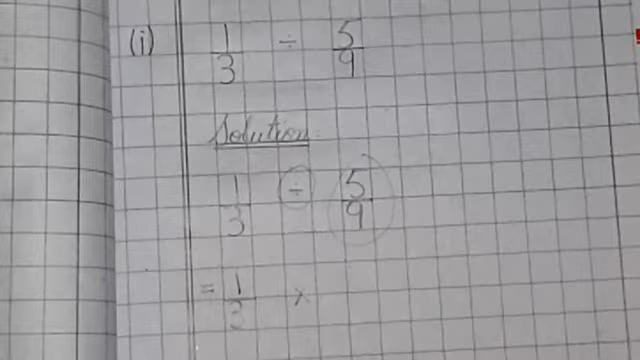 (i) 1/3 ÷ 5/9
Solution:
1/3 ÷ 5/9
= 1/3 ×